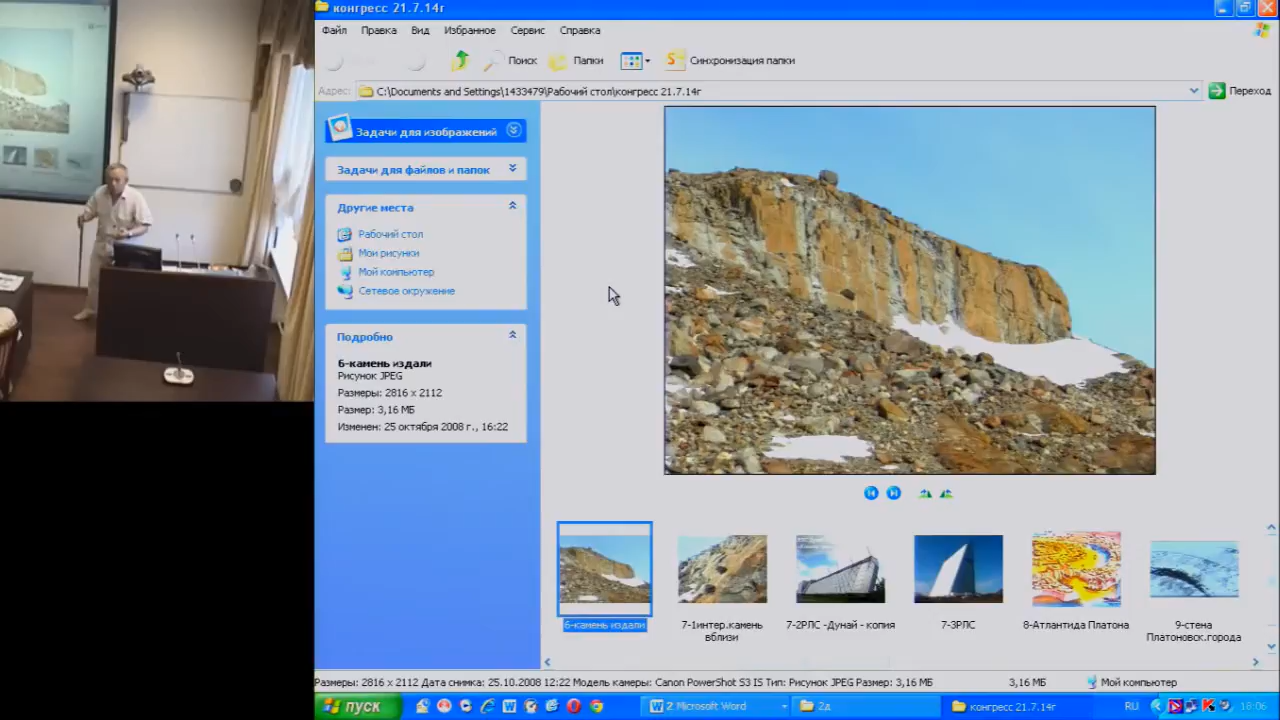 конгресс 21.7.14г
Файл Правка Вид Избранное Сервис Справка
Поиск Папки Синхронизация папки
Адрес: C:\Documents and Settings\1433479\Рабочий стол\конгресс 21.7.14г Переход
Задачи для изображений
Задачи для файлов и папок
Другие места
Рабочий стол
Мои рисунки
Мой компьютер
Сетевое окружение
Подробно
6-камень издали
Рисунок JPEG
Размеры: 2816 x 2112
Размер: 3,16 МБ
Изменен: 25 октября 2008 г., 16:22
6-камень издали
7-1интер.камень вблизи
7-2РЛС -Дунай - копия
7-3РЛС
8-Атлантида Платона
9-стена Платоновск.города
Размеры: 2816 x 2112 Дата снимка: 25.10.2008 12:22 Модель камеры: Canon PowerShot S3 IS Тип: Рисунок JPEG Размер: 3,16 МБ 3,16 МБ Мой компьютер
пуск 2 Microsoft Word 2д конгресс 21.7.14г RU 18:06